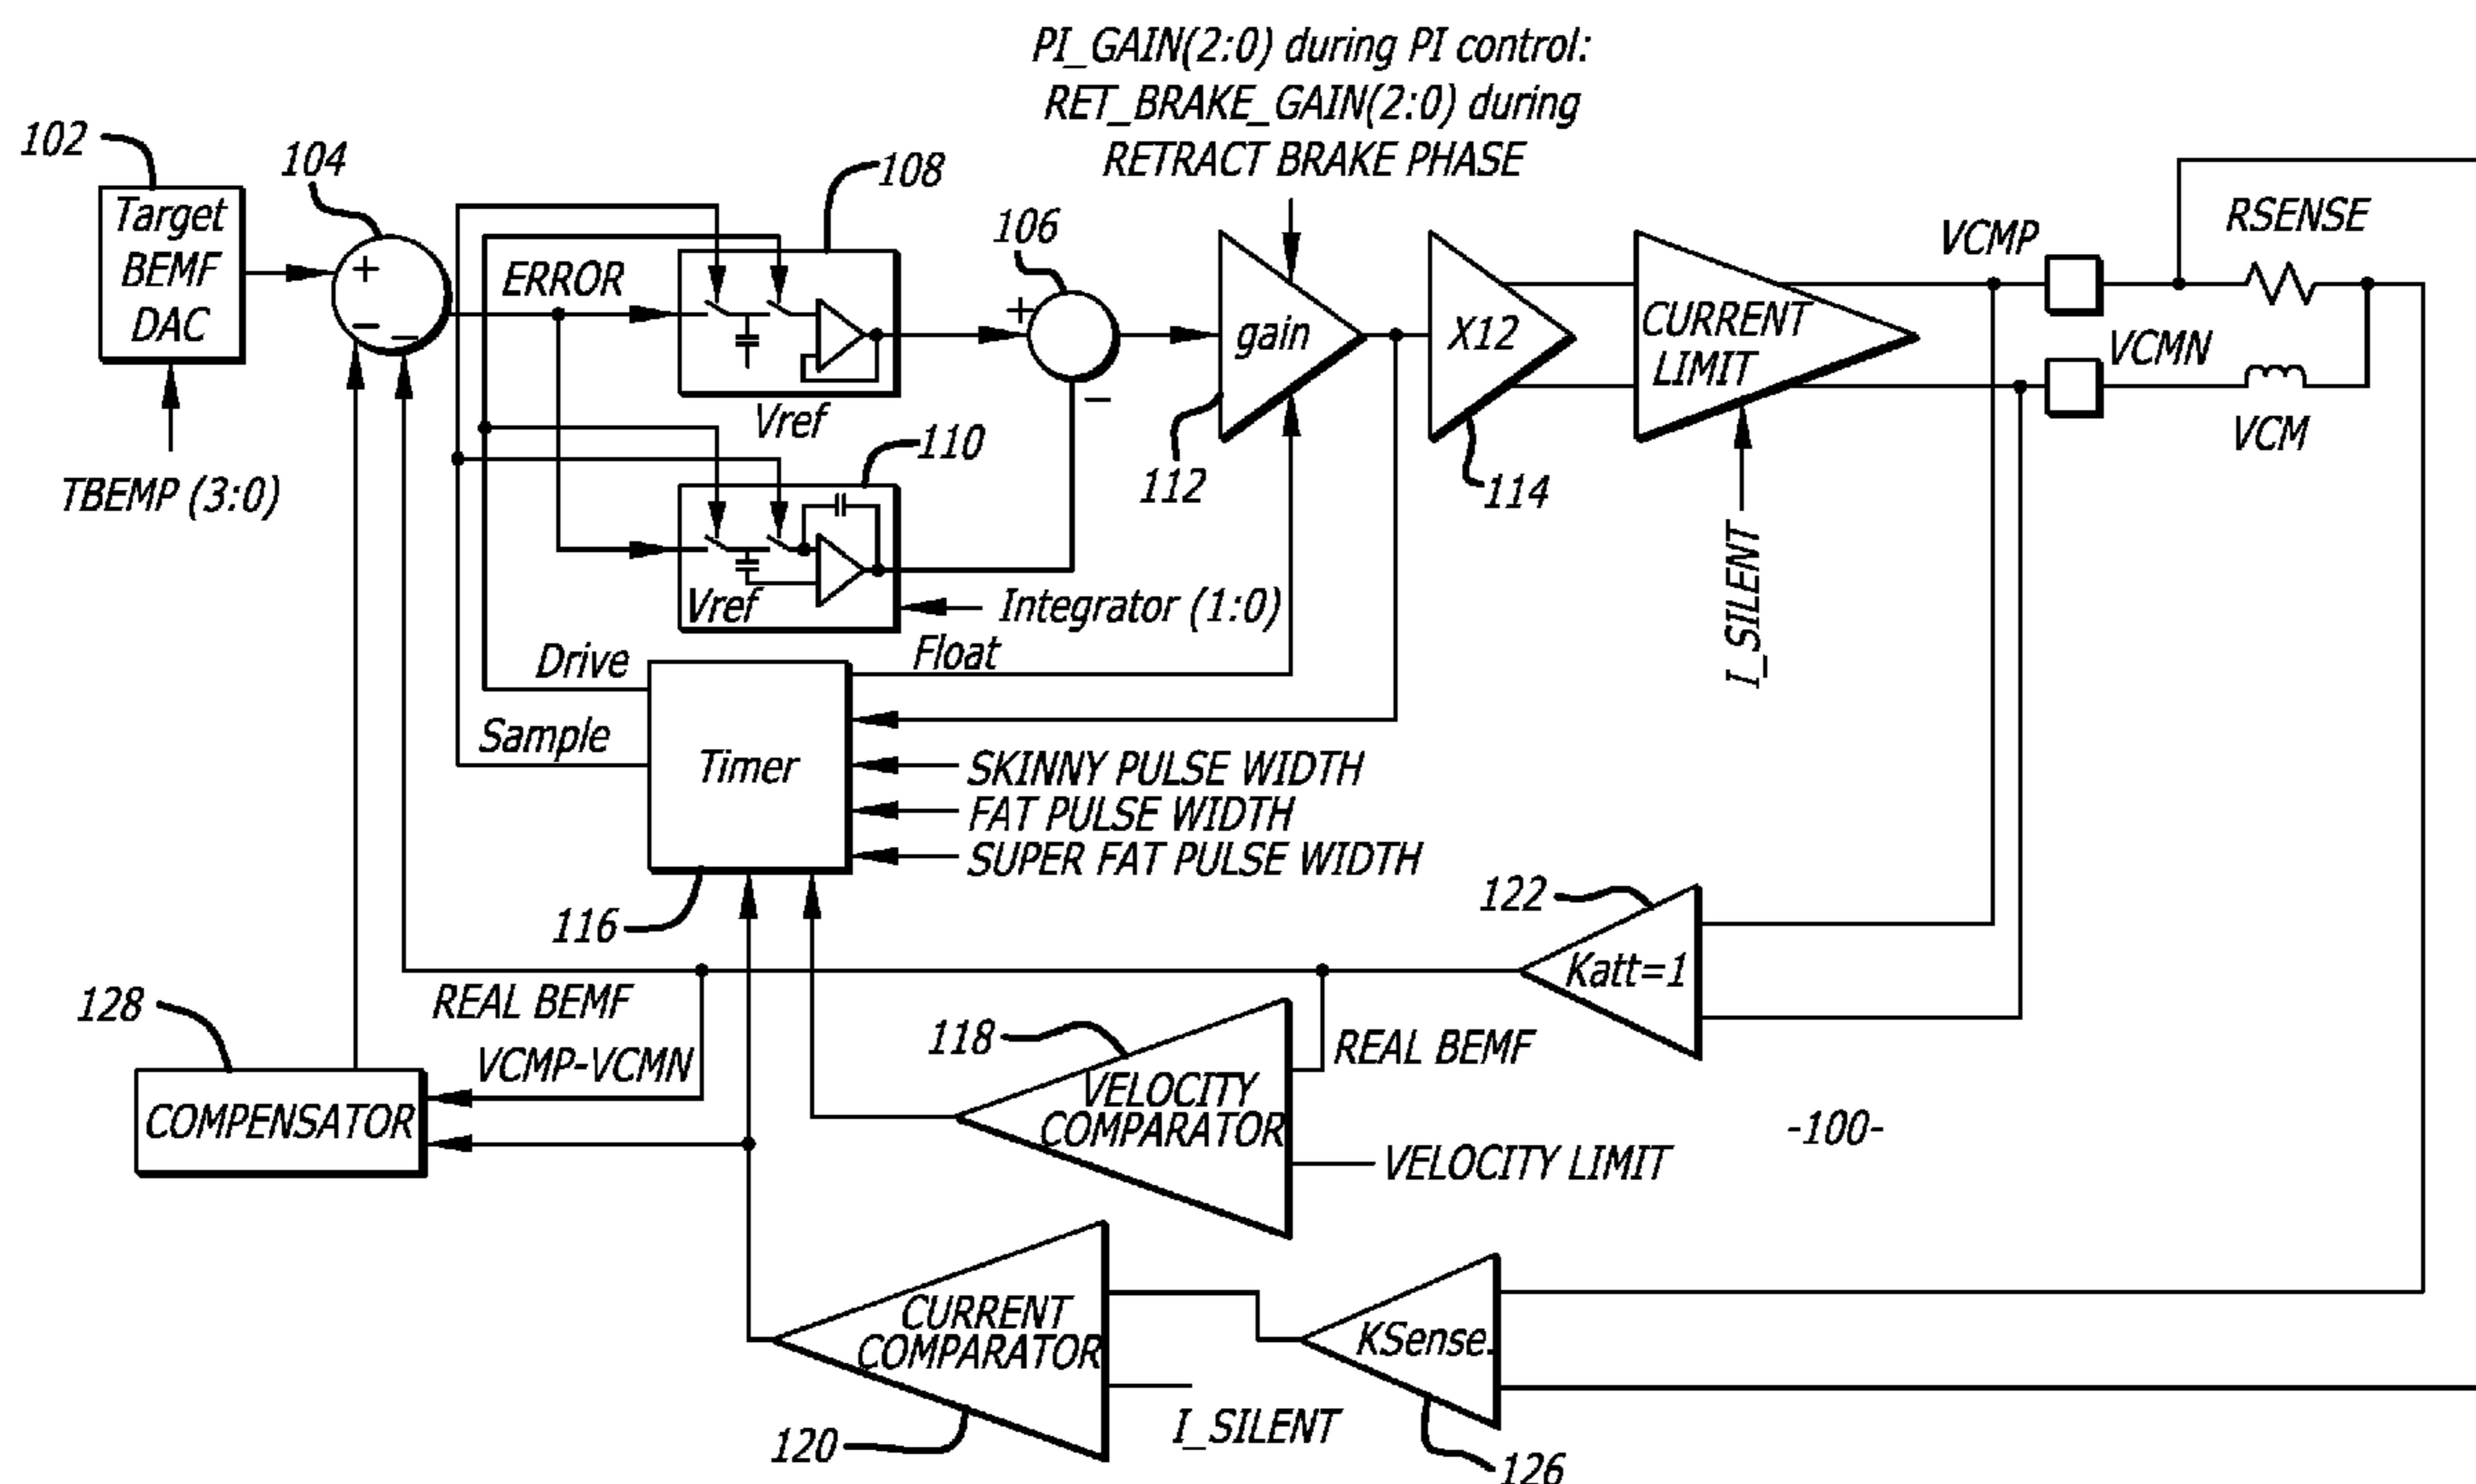 PI_GAIN(2:0) during PI control:
RET_BRAKE_GAIN(2:0) during
RETRACT BRAKE PHASE
102
104
108
106
Target
BEMF
DAC
+
−
−
ERROR
+
−
gain
X12
CURRENT
LIMIT
VCMP
RSENSE
VCMN
VCM
Vref
110
112
114
TBEMP (3:0)
I_SILENT
Vref
Integrator (1:0)
Drive
Float
Sample
Timer
SKINNY PULSE WIDTH
FAT PULSE WIDTH
SUPER FAT PULSE WIDTH
116
122
Katt=1
128
REAL BEMF
118
REAL BEMF
VCMP-VCMN
VELOCITY
COMPARATOR
COMPENSATOR
-100-
VELOCITY LIMIT
CURRENT
COMPARATOR
KSense.
I_SILENT
120
126